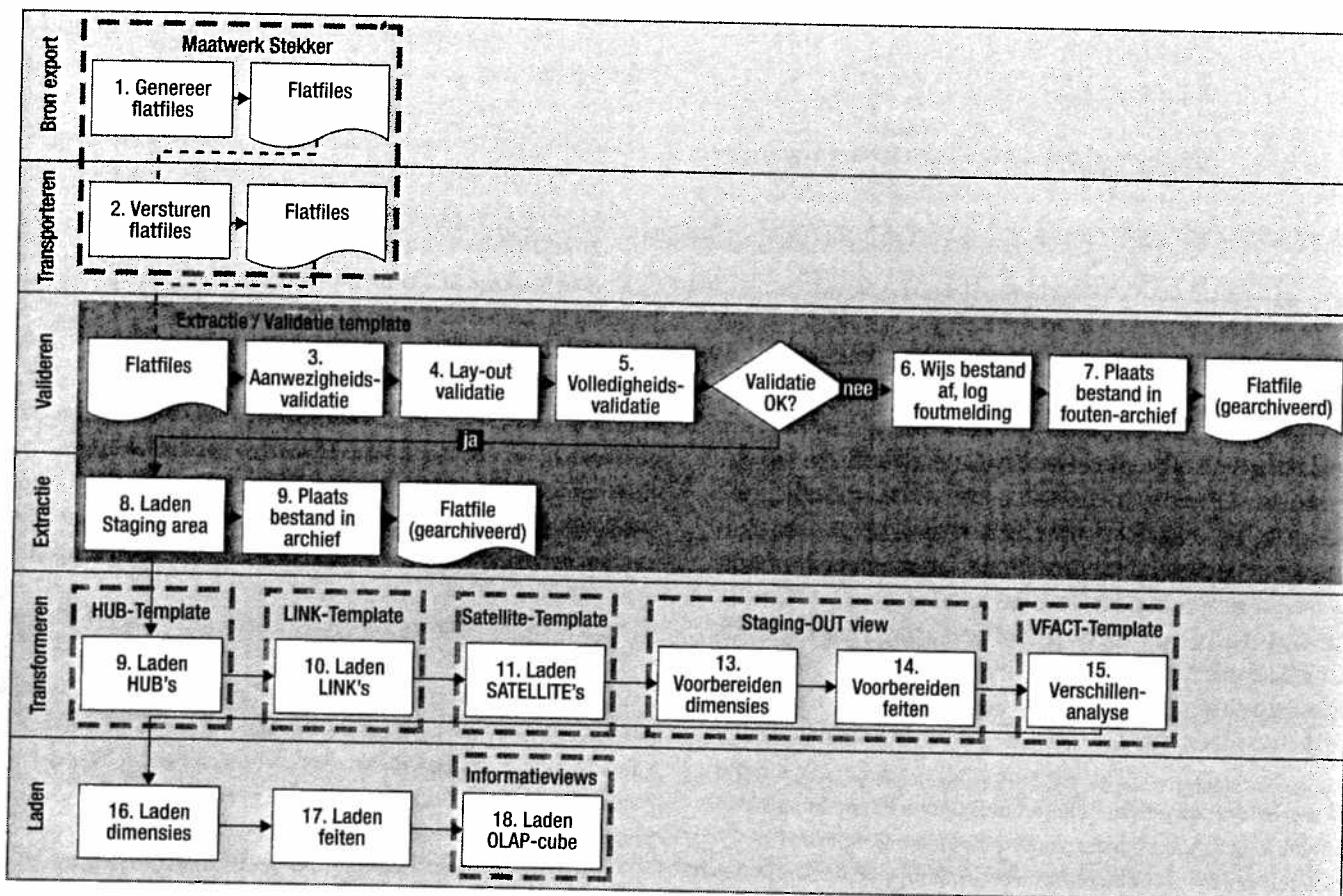 Bron export
Maatwerk Stekker
1. Genereer
flatfiles
Flatfiles
Transporteren
2. Versturen
flatfiles
Flatfiles
Valideren
Extractie / Validatie template
Flatfiles
3.
Aanwezigheids-
validatie
4. Lay-out
validatie
5.
Volledigheids-
validatie
Validatie
OK?
nee
6. Wijs bestand
af, log
foutmelding
7. Plaats
bestand in
fouten-archief
Flatfile
(gearchiveerd)
ja
Extractie
8. Laden
Staging area
9. Plaats
bestand in
archief
Flatfile
(gearchiveerd)
Transformeren
HUB-Template
9. Laden
HUB's
LINK-Template
10. Laden
LINK's
Satellite-Template
11. Laden
SATELLITE's
Staging-OUT view
13.
Voorbereiden
dimensies
14.
Voorbereiden
feiten
VFACT-Template
15.
Verschillen-
analyse
Laden
16. Laden
dimensies
17. Laden
feiten
Informatieviews
18. Laden
OLAP-cube